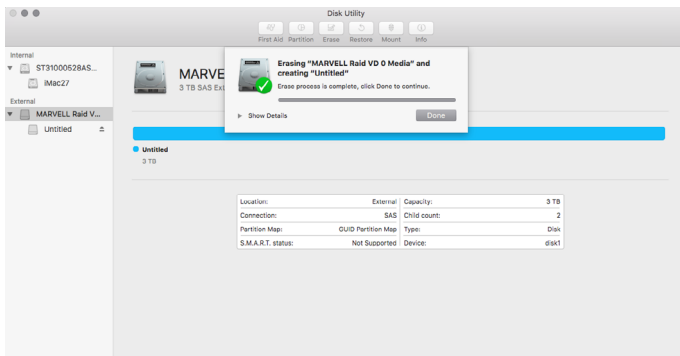 Disk Utility
First Aid Partition Erase Restore Mount Info
Internal
ST31000528AS...
iMac27
External
MARVELL Raid V...
Untitled
MARVE
3 TB SAS Ext
Erasing "MARVELL Raid VD 0 Media" and
creating "Untitled"
Erase process is complete, click Done to continue.
Show Details
Done
Untitled
3 TB
Location: External Capacity: 3 TB
Connection: SAS Child count: 2
Partition Map: GUID Partition Map Type: Disk
S.M.A.R.T. status: Not Supported Device: disk1